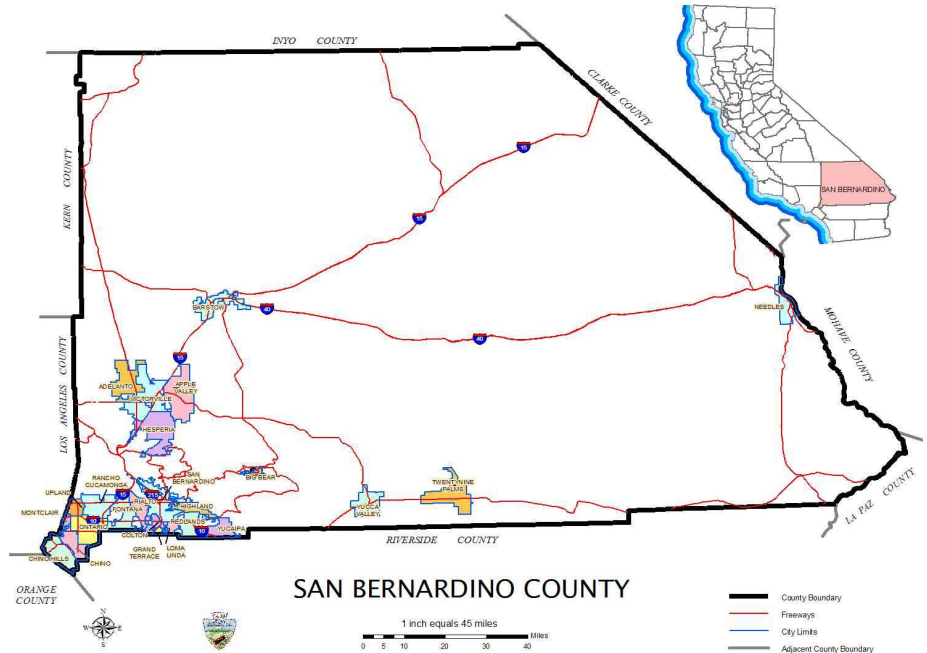 INYO COUNTY
CLARKE COUNTY
KERN COUNTY
SAN BERNARDINO
15
15
BARSTOW
40
NEEDLES
40
MOHAVE COUNTY
LOS ANGELES COUNTY
15
ADELANTO
APPLE
VALLEY
VICTORVILLE
HESPERIA
SAN
BERNARDINO
BIG BEAR
RANCHO
CUCAMONGA
UPLAND
15
210
RIALTO
HIGHLAND
TWENTYNINE
PALMS
YUCCA
VALLEY
MONTCLAIR
FONTANA
10
ONTARIO
REDLANDS
10
YUCAIPA
COLTON
GRAND
TERRACE
LOMA
LINDA
CHINO HILLS
CHINO
LA PAZ COUNTY
RIVERSIDE COUNTY
ORANGE
COUNTY
SAN BERNARDINO COUNTY
N
W E
S
1 inch equals 45 miles
Miles
0 5 10 20 30 40
County Boundary
Freeways
City Limits
Adjacent County Boundary